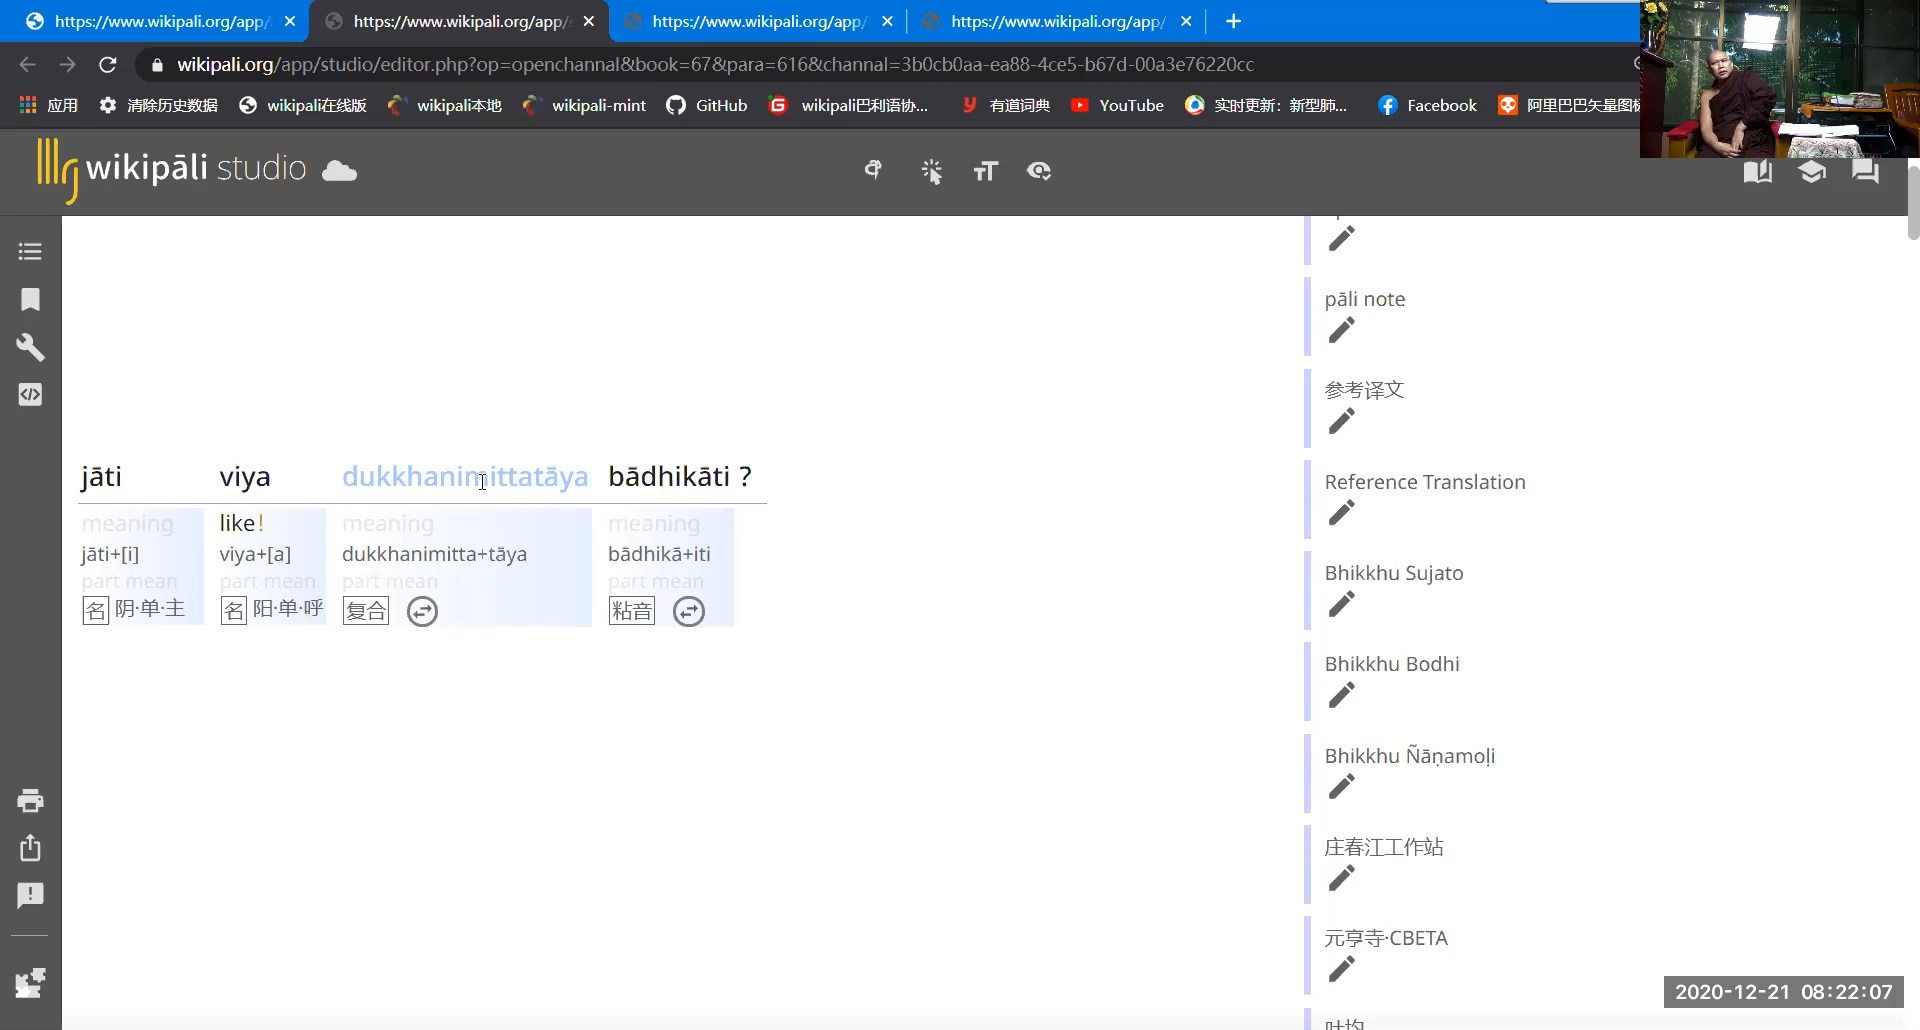 https://www.wikipali.org/app/
https://www.wikipali.org/app/
https://www.wikipali.org/app/
https://www.wikipali.org/app/
wikipali.org/app/studio/editor.php?op=openchannal&book=67&para=616&channal=3b0cb0aa-ea88-4ce5-b67d-00a3e76220cc
应用 清除历史数据 wikipali在线版 wikipali本地 wikipali-mint GitHub wikipali巴利语协... 有道词典 YouTube 实时更新：新型肺... Facebook 阿里巴巴矢量图标
wikipāli studio
pāli note
参考译文
Reference Translation
Bhikkhu Sujato
Bhikkhu Bodhi
Bhikkhu Ñāṇamoḷi
庄春江工作站
元亨寺·CBETA
jāti viya dukkhanimittatāya bādhikāti ?
meaning like! meaning meaning
jāti+[i] viya+[a] dukkhanimitta+tāya bādhikā+iti
part mean part mean part mean part mean
名 阴·单·主 名 阳·单·呼 复合 粘音
2020-12-21 08:22:07